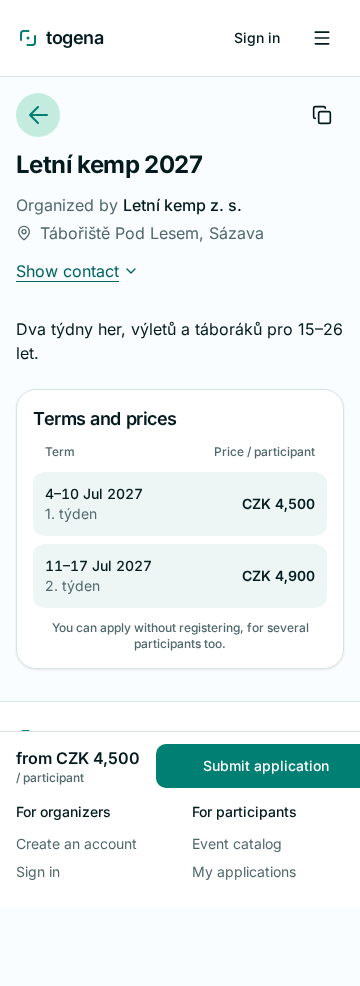 togena
Sign in
Letní kemp 2027
Organized by Letní kemp z. s.
Tábořiště Pod Lesem, Sázava
Show contact
Dva týdny her, výletů a táboráků pro 15–26
let.
Terms and prices
Term
Price / participant
4–10 Jul 2027
1. týden
CZK 4,500
11–17 Jul 2027
2. týden
CZK 4,900
You can apply without registering, for several
participants too.
from CZK 4,500
/ participant
Submit application
For organizers
For participants
Create an account
Event catalog
Sign in
My applications